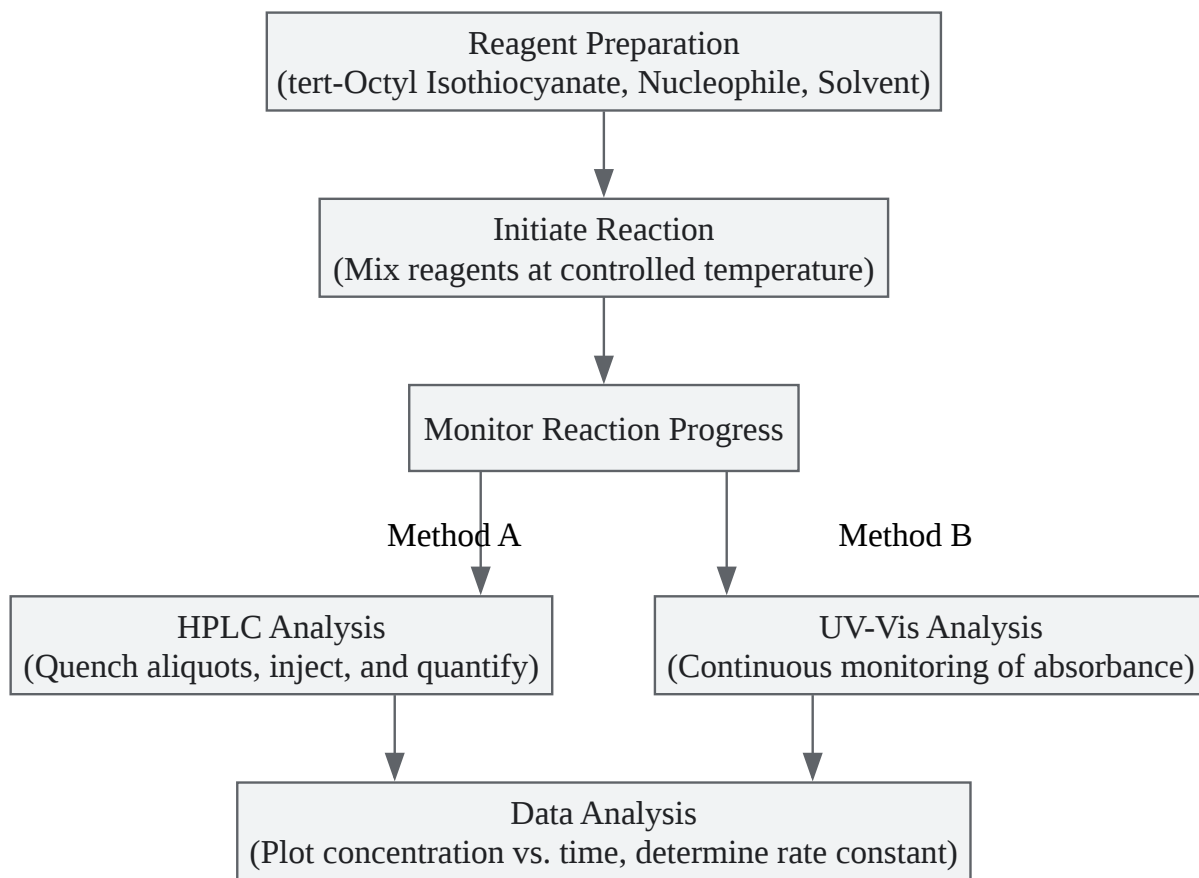 Reagent Preparation
(tert-Octyl Isothiocyanate, Nucleophile, Solvent)
Initiate Reaction
(Mix reagents at controlled temperature)
Monitor Reaction Progress
Method A
Method B
HPLC Analysis
(Quench aliquots, inject, and quantify)
UV-Vis Analysis
(Continuous monitoring of absorbance)
Data Analysis
(Plot concentration vs. time, determine rate constant)